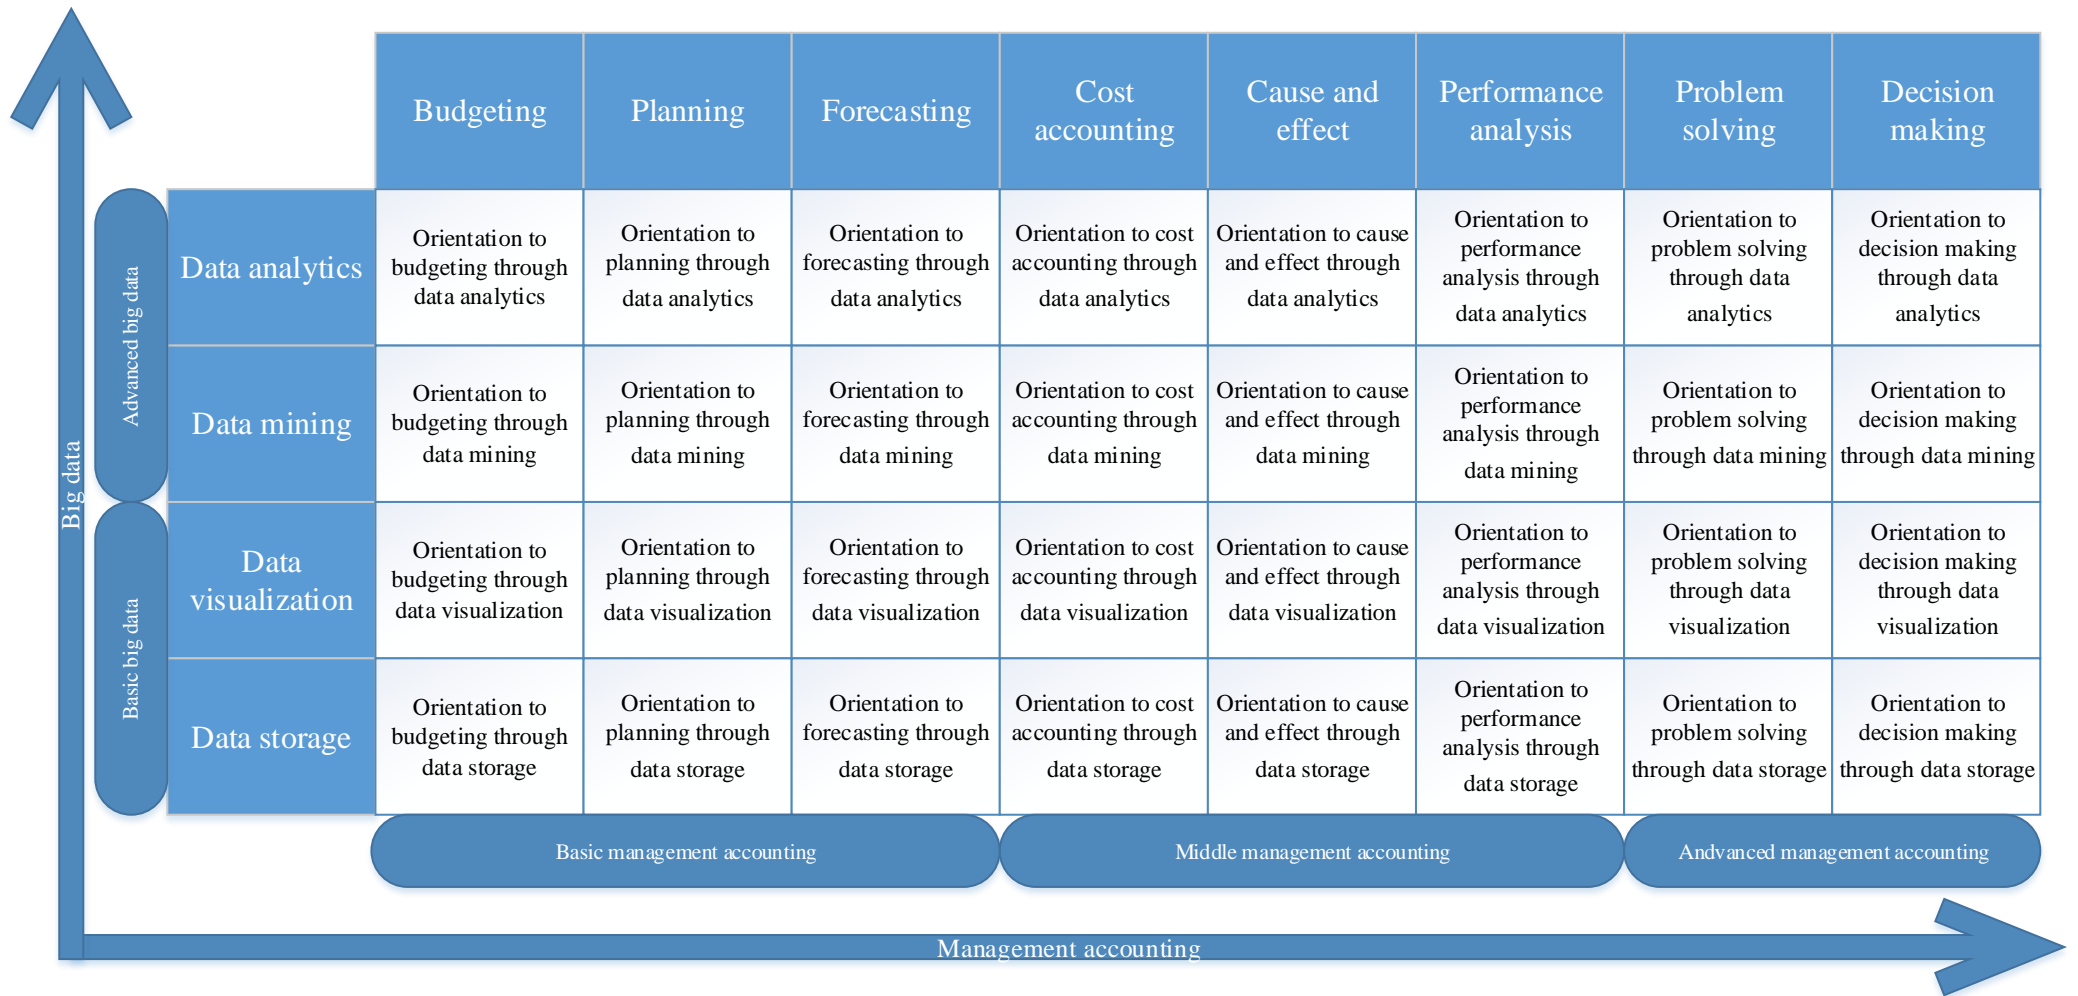 Budgeting
Planning
Forecasting
Cost
accounting
Cause and
effect
Performance
analysis
Problem
solving
Decision
making
Big data
Advanced big data
Data analytics
Orientation to
budgeting through
data analytics
Orientation to
planning through
data analytics
Orientation to
forecasting through
data analytics
Orientation to cost
accounting through
data analytics
Orientation to cause
and effect through
data analytics
Orientation to
performance
analysis through
data analytics
Orientation to
problem solving
through data
analytics
Orientation to
decision making
through data
analytics
Data mining
Orientation to
budgeting through
data mining
Orientation to
planning through
data mining
Orientation to
forecasting through
data mining
Orientation to cost
accounting through
data mining
Orientation to cause
and effect through
data mining
Orientation to
performance
analysis through
data mining
Orientation to
problem solving
through data mining
Orientation to
decision making
through data mining
Basic big data
Data
visualization
Orientation to
budgeting through
data visualization
Orientation to
planning through
data visualization
Orientation to
forecasting through
data visualization
Orientation to cost
accounting through
data visualization
Orientation to cause
and effect through
data visualization
Orientation to
performance
analysis through
data visualization
Orientation to
problem solving
through data
visualization
Orientation to
decision making
through data
visualization
Data storage
Orientation to
budgeting through
data storage
Orientation to
planning through
data storage
Orientation to
forecasting through
data storage
Orientation to cost
accounting through
data storage
Orientation to cause
and effect through
data storage
Orientation to
performance
analysis through
data storage
Orientation to
problem solving
through data storage
Orientation to
decision making
through data storage
Basic management accounting
Middle management accounting
Andvanced management accounting
Management accounting